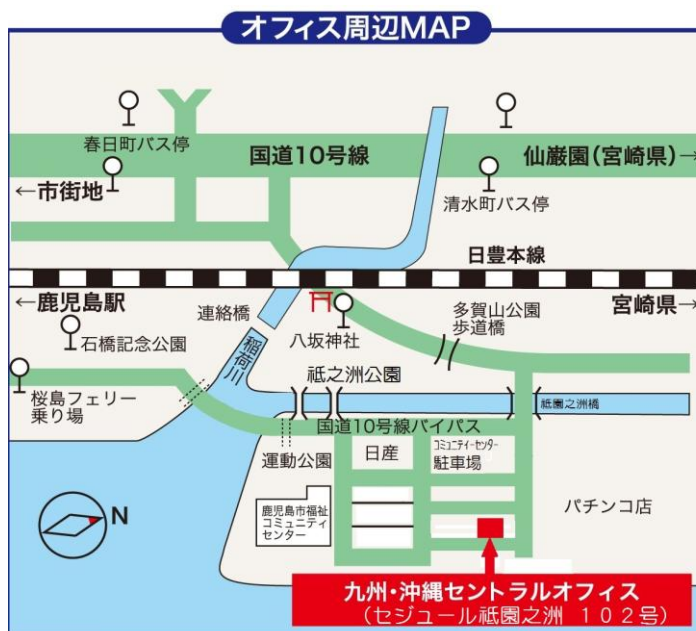 オフィス周辺MAP
春日町バス停
国道10号線
仙巌園（宮崎県）→
←市街地
清水町バス停
日豊本線
←鹿児島駅
連絡橋
多賀山公園
歩道橋
宮崎県→
石橋記念公園
稲荷川
八坂神社
祇之洲公園
桜島フェリー
乗り場
祗園之洲橋
国道10号線バイパス
運動公園
日産
コミュニティーセンター
駐車場
鹿児島市福祉
コミュニティ
センター
パチンコ店
N
九州・沖縄セントラルオフィス
（セジュール祗園之洲 １０２号）